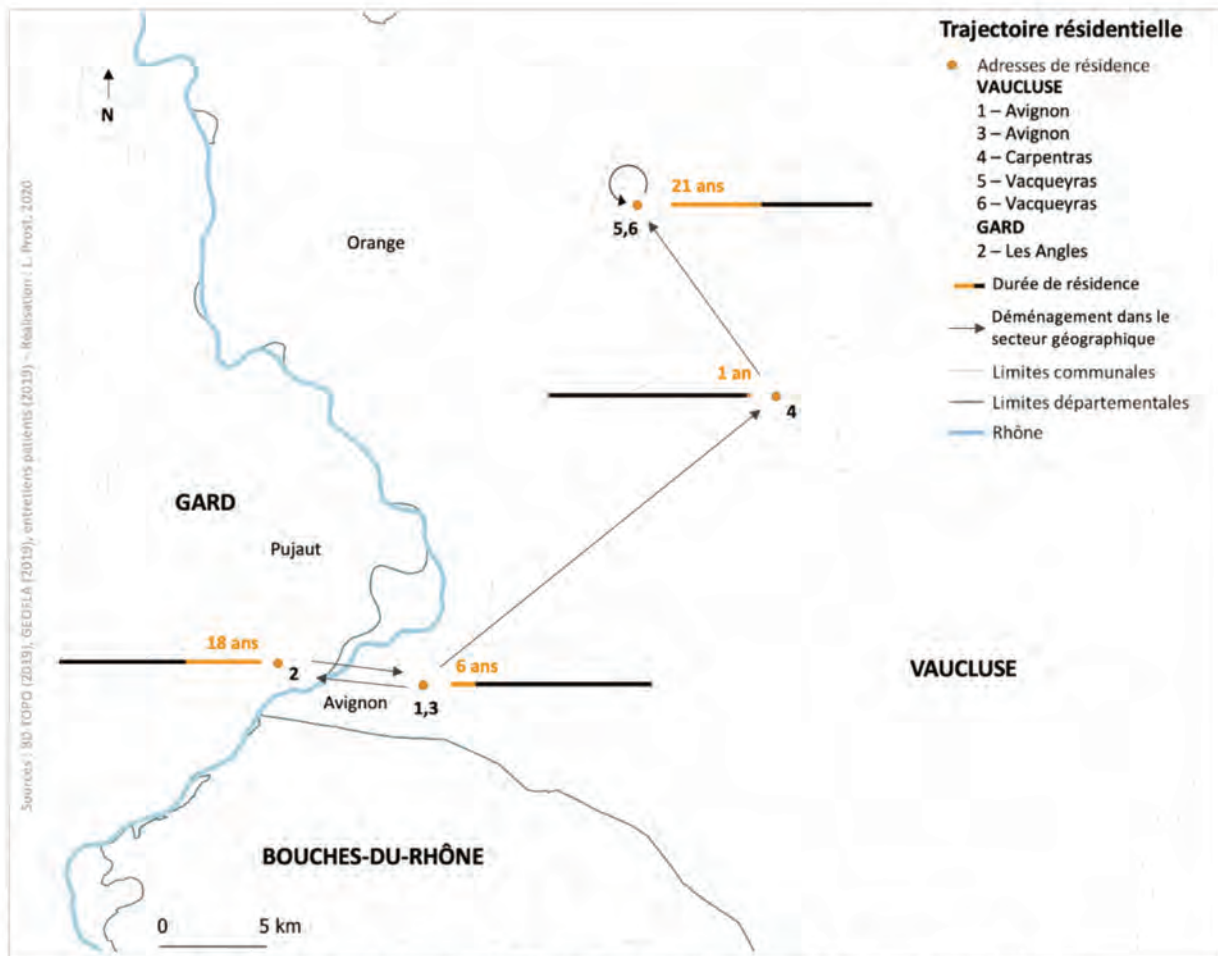 Trajectoire résidentielle
Adresses de résidence
VAUCLUSE
1 – Avignon
3 – Avignon
4 – Carpentras
5 – Vacqueyras
6 – Vacqueyras
GARD
2 – Les Angles
Durée de résidence
Déménagement dans le
secteur géographique
Limites communales
Limites départementales
Rhône
N
Orange
21 ans
5,6
1 an
4
GARD
Pujaut
18 ans
2
Avignon
6 ans
1,3
VAUCLUSE
BOUCHES-DU-RHÔNE
0 5 km
Sources : BD TOPO (2019), GEOFLA (2019), entretiens patients (2019) - Réalisation : L. Prost, 2020